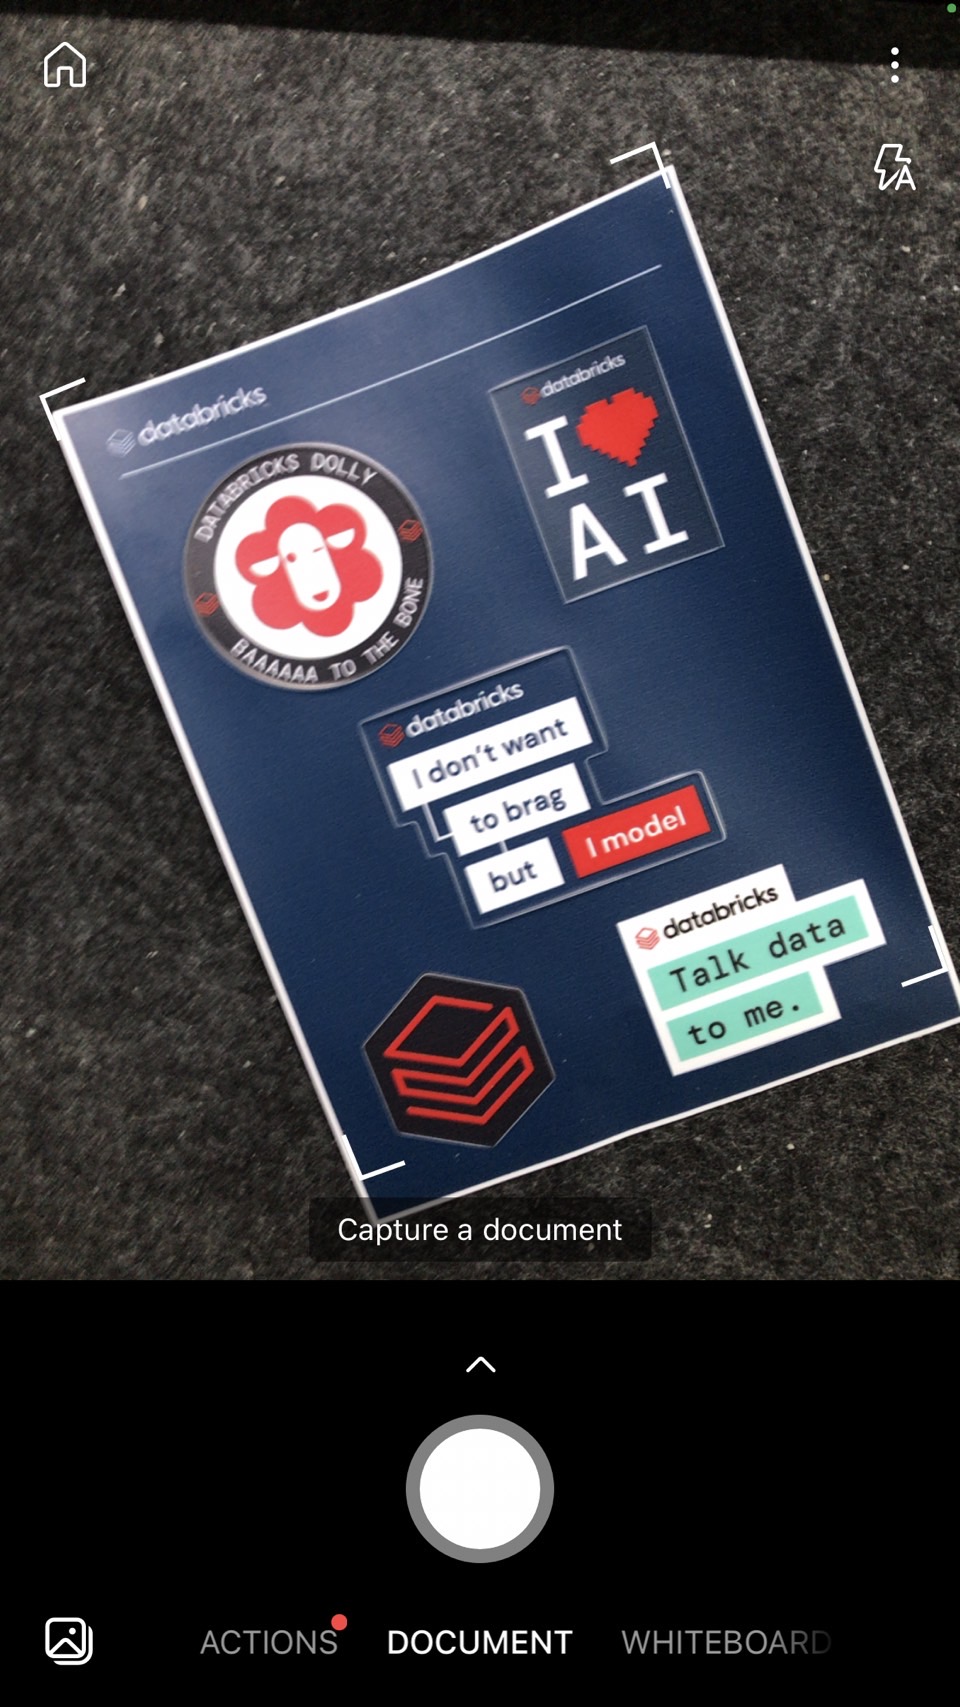 databricks
DATABRICKS DOLLY
BAAAAAA TO THE BONE
databricks
I
AI
databricks
I don't want
to brag
but I model
databricks
Talk data
to me.
Capture a document
ACTIONS DOCUMENT WHITEBOARD